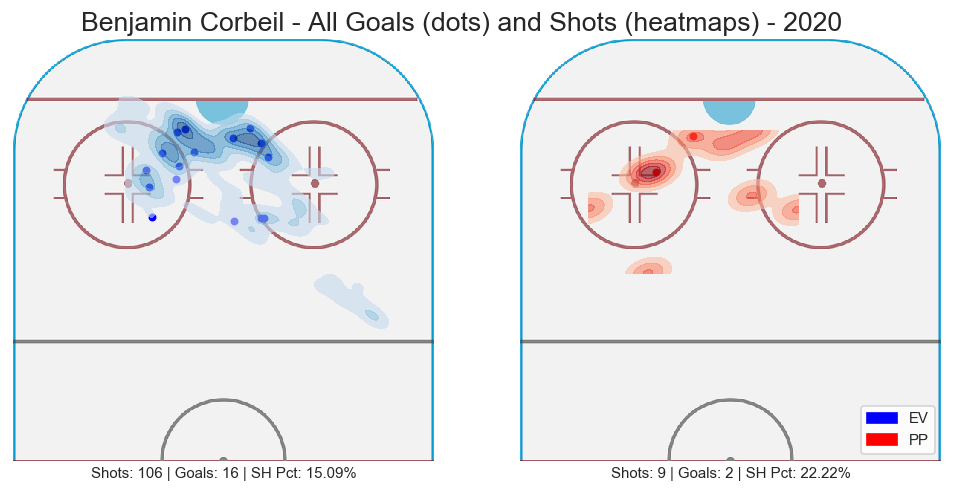 Benjamin Corbeil - All Goals (dots) and Shots (heatmaps) - 2020
EV
PP
Shots: 106 | Goals: 16 | SH Pct: 15.09%
Shots: 9 | Goals: 2 | SH Pct: 22.22%